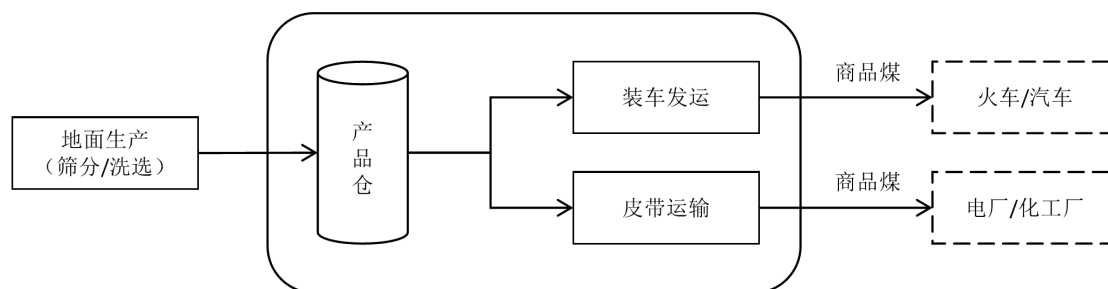 地面生产
（筛分/洗选）
产
品
仓
装车发运
商品煤
火车/汽车
皮带运输
商品煤
电厂/化工厂